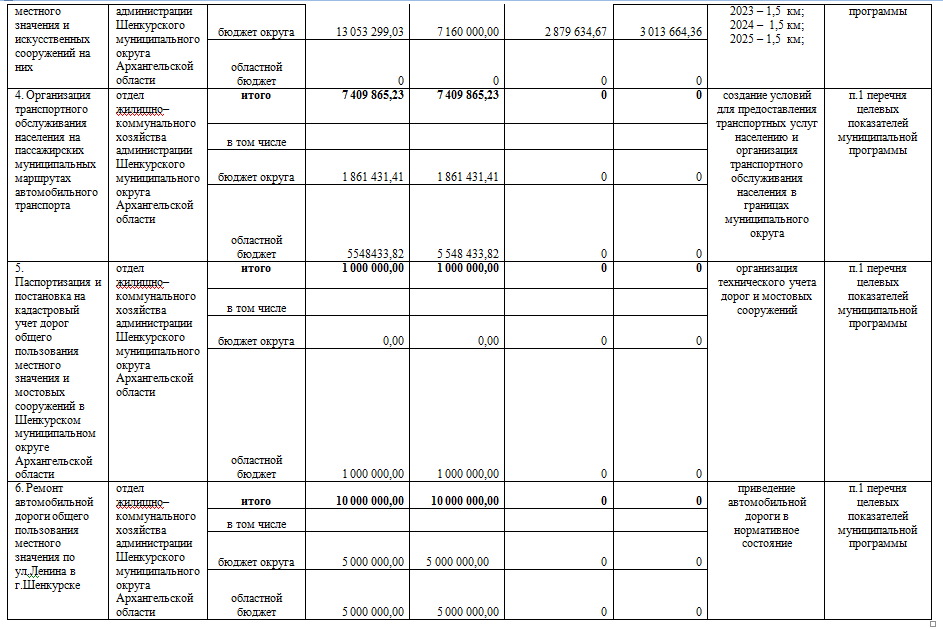 местного
значения и
искусственных
сооружений на
них
администрации
Шенкурского
муниципального
округа
Архангельской
области
бюджет округа
13 053 299,03
7 160 000,00
2 879 634,67
3 013 664,36
областной
бюджет
0
0
0
0
2023 – 1,5 км;
2024 – 1,5 км;
2025 – 1,5 км;
программы
4. Организация
транспортного
обслуживания
населения на
пассажирских
муниципальных
маршрутах
автомобильного
транспорта
отдел
жилищно–
коммунального
хозяйства
администрации
Шенкурского
муниципального
округа
Архангельской
области
итого
7 409 865,23
7 409 865,23
0
0
в том числе
бюджет округа
1 861 431,41
1 861 431,41
0
0
областной
бюджет
5548433,82
5 548 433,82
0
0
создание условий
для предоставления
транспортных услуг
населению и
организация
транспортного
обслуживания
населения в
границах
муниципального
округа
п.1 перечня
целевых
показателей
муниципальной
программы
5.
Паспортизация и
постановка на
кадастровый
учет дорог
общего
пользования
местного
значения и
мостовых
сооружений в
Шенкурском
муниципальном
округе
Архангельской
области
отдел
жилищно–
коммунального
хозяйства
администрации
Шенкурского
муниципального
округа
Архангельской
области
итого
1 000 000,00
1 000 000,00
0
0
в том числе
бюджет округа
0,00
0,00
0
0
областной
бюджет
1 000 000,00
1 000 000,00
0
0
организация
технического учета
дорог и мостовых
сооружений
п.1 перечня
целевых
показателей
муниципальной
программы
6. Ремонт
автомобильной
дороги общего
пользования
местного
значения по
ул.Ленина в
г.Шенкурске
отдел
жилищно–
коммунального
хозяйства
администрации
Шенкурского
муниципального
округа
Архангельской
области
итого
10 000 000,00
10 000 000,00
0
0
в том числе
бюджет округа
5 000 000,00
5 000 000,00
0
0
областной
бюджет
5 000 000,00
5 000 000,00
0
0
приведение
автомобильной
дороги в
нормативное
состояние
п.1 перечня
целевых
показателей
муниципальной
программы